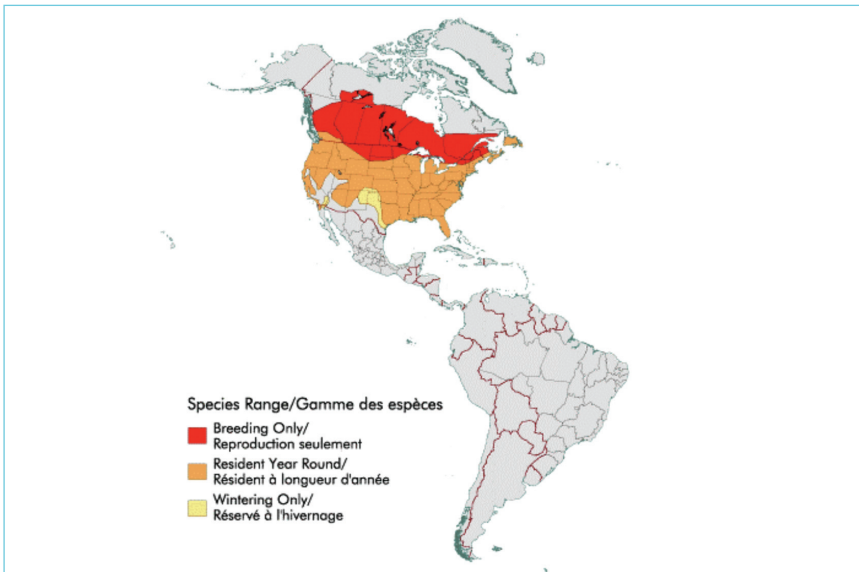 Species Range/Gamme des espèces
Breeding Only/
Reproduction seulement
Resident Year Round/
Résident à longueur d'année
Wintering Only/
Réservé à l'hivernage